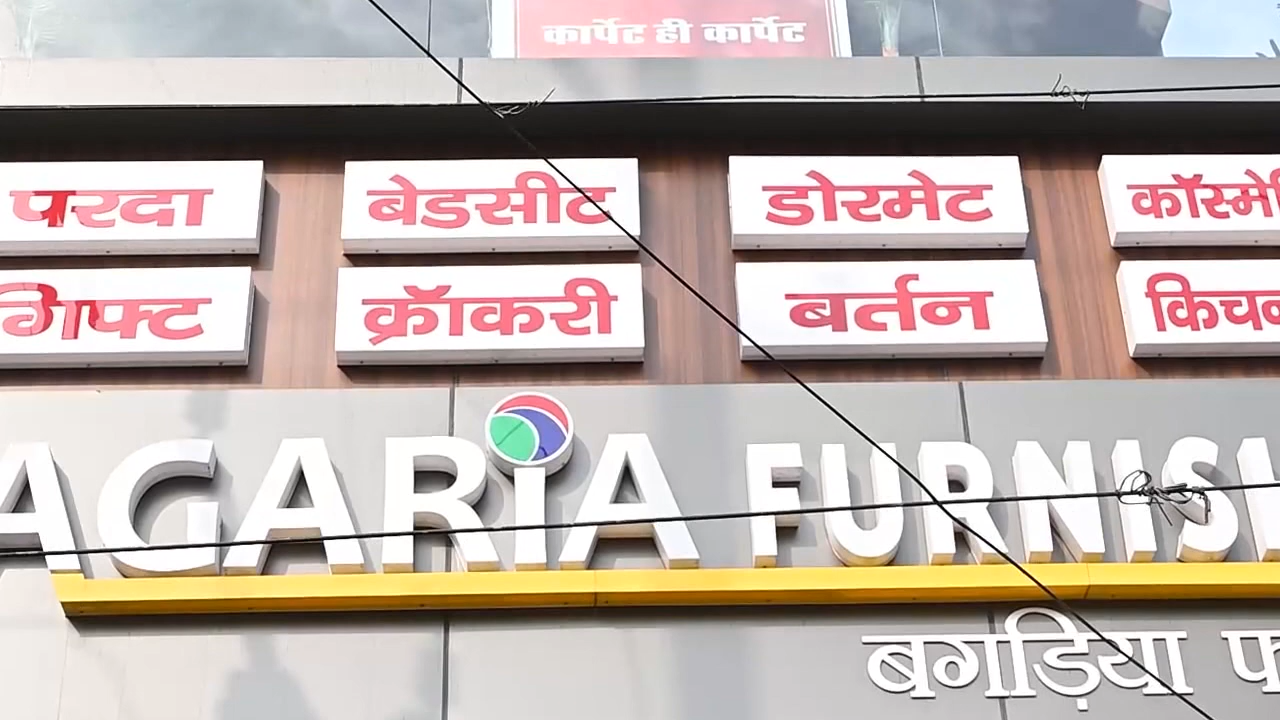 कार्पेट ही कार्पेट
परदा बेडसीट डोरमेट
गिफ्ट क्रॉकरी बर्तन
AGARIA FURNIS
बगड़िया